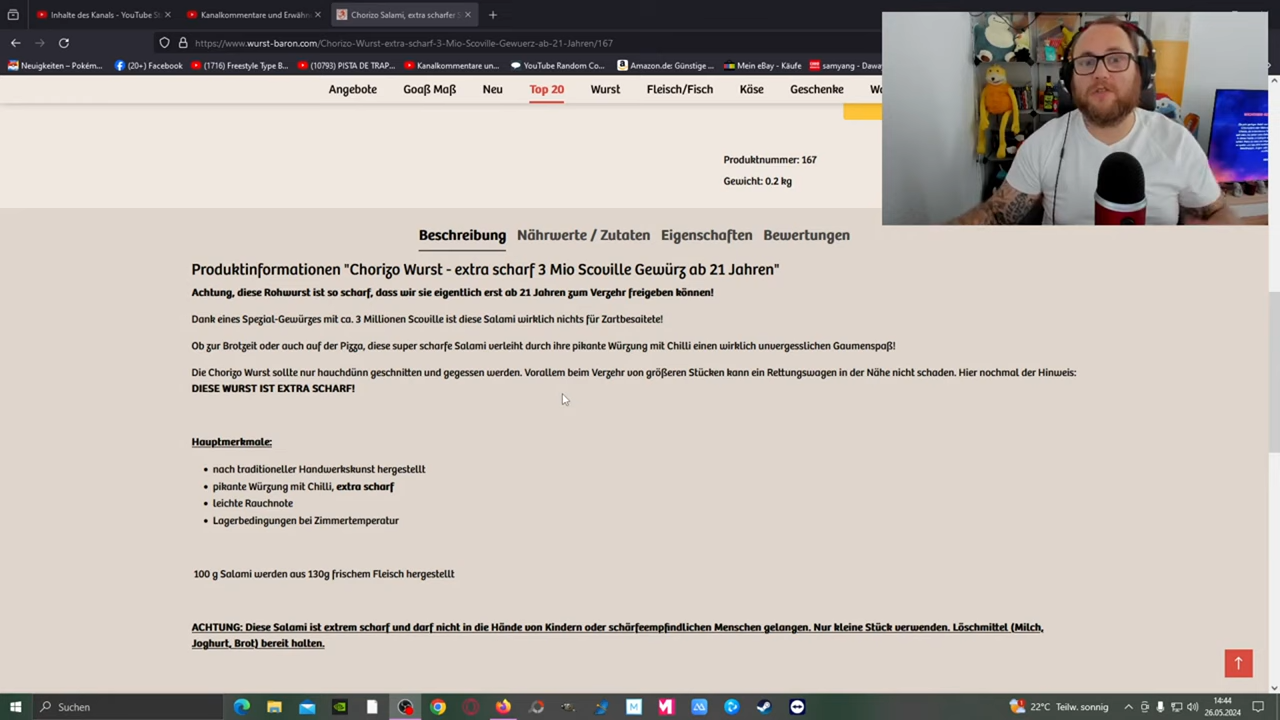 Inhalte des Kanals - YouTube St
Kanalkommentare und Erwähn
Chorizo Salami, extra scharfer S
https://www.wurst-baron.com/Chorizo-Wurst-extra-scharf-3-Mio-Scoville-Gewuerz-ab-21-Jahren/167
Neuigkeiten – Pokém...
(20+) Facebook
(1716) Freestyle Type B...
(10793) PISTA DE TRAP...
Kanalkommentare un...
YouTube Random Co...
Amazon.de: Günstige ...
Mein eBay - Käufe
samyang - Dawa
Angebote
Goaß Maß
Neu
Top 20
Wurst
Fleisch/Fisch
Käse
Geschenke
Produktnummer: 167
Gewicht: 0.2 kg
Beschreibung
Nährwerte / Zutaten
Eigenschaften
Bewertungen
Produktinformationen "Chorizo Wurst - extra scharf 3 Mio Scoville Gewürz ab 21 Jahren"
Achtung, diese Rohwurst ist so scharf, dass wir sie eigentlich erst ab 21 Jahren zum Verzehr freigeben können!
Dank eines Spezial-Gewürzes mit ca. 3 Millionen Scoville ist diese Salami wirklich nichts für Zartbesaitete!
Ob zur Brotzeit oder auch auf der Pizza, diese super scharfe Salami verleiht durch ihre pikante Würzung mit Chilli einen wirklich unvergesslichen Gaumenspaß!
Die Chorizo Wurst sollte nur hauchdünn geschnitten und gegessen werden. Vorallem beim Verzehr von größeren Stücken kann ein Rettungswagen in der Nähe nicht schaden. Hier nochmal der Hinweis:
DIESE WURST IST EXTRA SCHARF!
Hauptmerkmale:
nach traditioneller Handwerkskunst hergestellt
pikante Würzung mit Chilli, extra scharf
leichte Rauchnote
Lagerbedingungen bei Zimmertemperatur
100 g Salami werden aus 130g frischem Fleisch hergestellt
ACHTUNG: Diese Salami ist extrem scharf und darf nicht in die Hände von Kindern oder schärfeempfindlichen Menschen gelangen. Nur kleine Stück verwenden. Löschmittel (Milch,
Joghurt, Brot) bereit halten.
Suchen
22°C Teilw. sonnig
14:44
26.05.2024